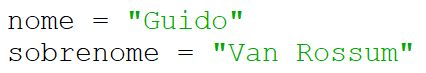 nome = "Guido"
sobrenome = "Van Rossum"